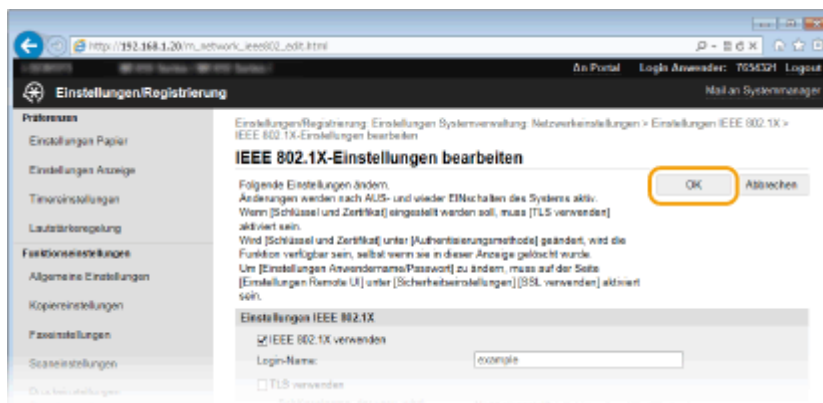 http://192.168.1.20/m_network_ieee802_edit.html
An Portal Login Anwender: 7654321 Logout
Einstellungen/Registrierung
Mail an Systemmanager
Präferenzen
Einstellungen Papier
Einstellungen Anzeige
Timereinstellungen
Lautstärkeregelung
Funktionseinstellungen
Allgemeine Einstellungen
Kopiereinstellungen
Faxeinstellungen
Scaneinstellungen
Druckeinstellungen
Einstellungen/Registrierung: Einstellungen Systemverwaltung: Netzwerkeinstellungen > Einstellungen IEEE 802.1X >
IEEE 802.1X-Einstellungen bearbeiten
IEEE 802.1X-Einstellungen bearbeiten
OK Abbrechen
Folgende Einstellungen ändern.
Änderungen werden nach AUS- und wieder EINschalten des Systems aktiv.
Wenn [Schlüssel und Zertifikat] eingestellt werden soll, muss [TLS verwenden]
aktiviert sein.
Wird [Schlüssel und Zertifikat] unter [Authentisierungsmethode] geändert, wird die
Funktion verfügbar sein, selbst wenn sie in dieser Anzeige gelöscht wurde.
Um [Einstellungen Anwendername/Passwort] zu ändern, muss auf der Seite
[Einstellungen Remote UI] unter [Sicherheitseinstellungen] [SSL verwenden] aktiviert
sein.
Einstellungen IEEE 802.1X
IEEE 802.1X verwenden
Login-Name: example
TLS verwenden